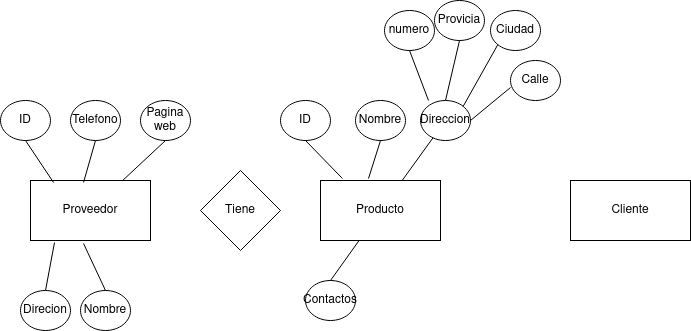 numero
Provicia
Ciudad
Calle
ID
Telefono
Pagina
web
ID
Nombre
Direccion
Proveedor
Tiene
Producto
Cliente
Direcion
Nombre
Contactos